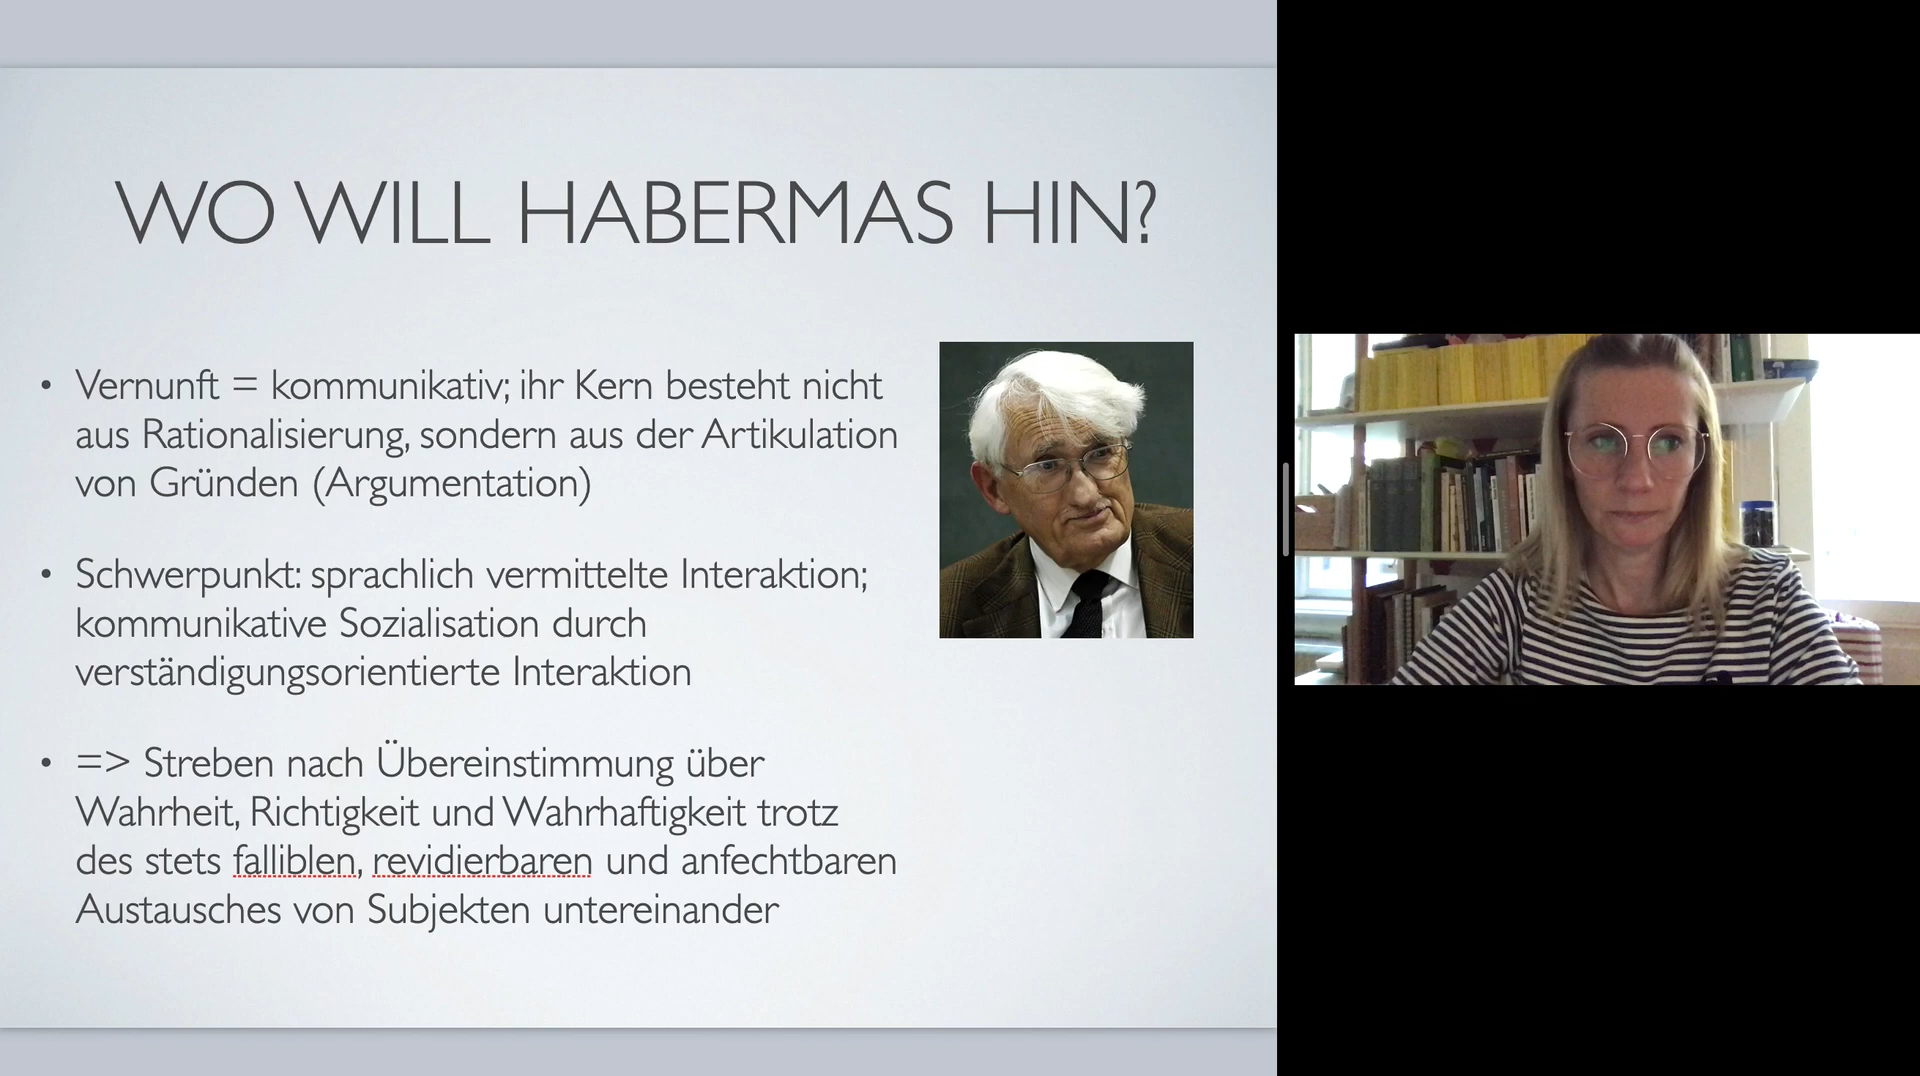 WO WILL HABERMAS HIN?
• Vernunft = kommunikativ; ihr Kern besteht nicht
aus Rationalisierung, sondern aus der Artikulation
von Gründen (Argumentation)
• Schwerpunkt: sprachlich vermittelte Interaktion;
kommunikative Sozialisation durch
verständigungsorientierte Interaktion
• => Streben nach Übereinstimmung über
Wahrheit, Richtigkeit und Wahrhaftigkeit trotz
des stets falliblen, revidierbaren und anfechtbaren
Austausches von Subjekten untereinander